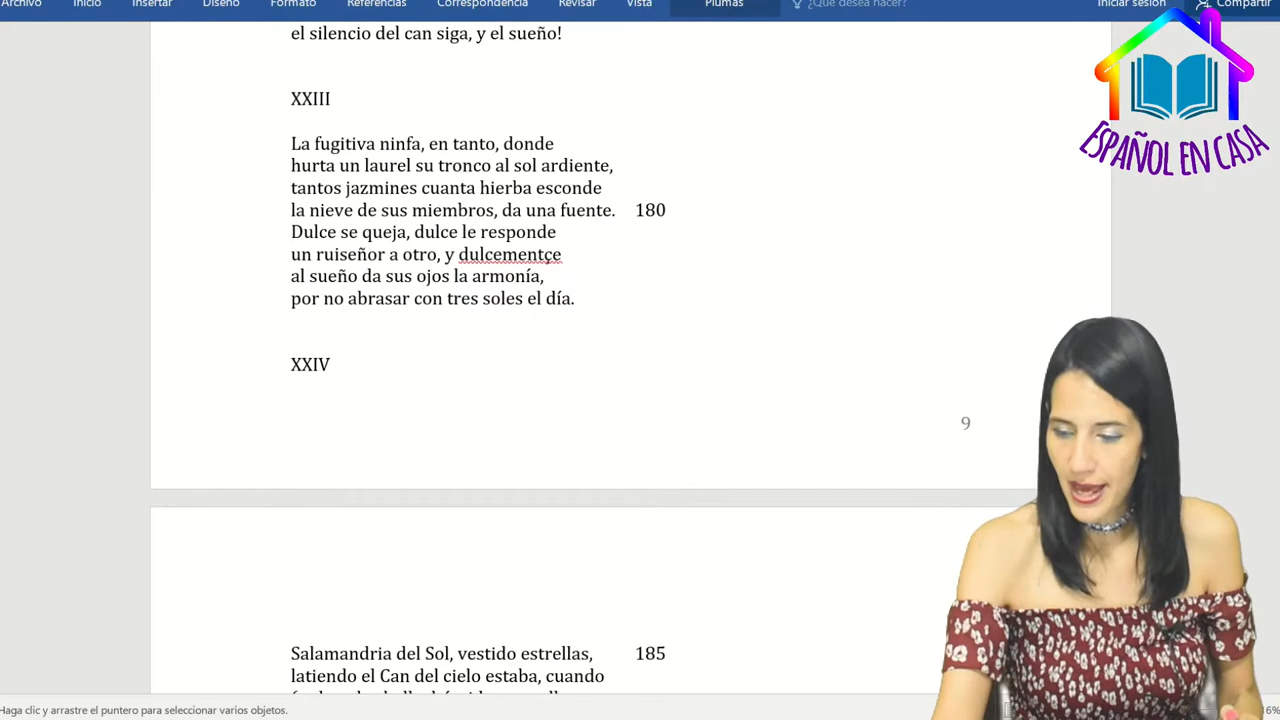 Archivo Inicio Insertar Diseño Formato Referencias Correspondencia Revisar Vista Plumas ¿Qué desea hacer? Iniciar sesión Compartir
el silencio del can siga, y el sueño!
XXIII
La fugitiva ninfa, en tanto, donde
hurta un laurel su tronco al sol ardiente,
tantos jazmines cuanta hierba esconde
la nieve de sus miembros, da una fuente. 180
Dulce se queja, dulce le responde
un ruiseñor a otro, y dulcementçe
al sueño da sus ojos la armonía,
por no abrasar con tres soles el día.
XXIV
9
Salamandria del Sol, vestido estrellas, 185
latiendo el Can del cielo estaba, cuando
Haga clic y arrastre el puntero para seleccionar varios objetos.
16%
ESPAÑOL EN CASA